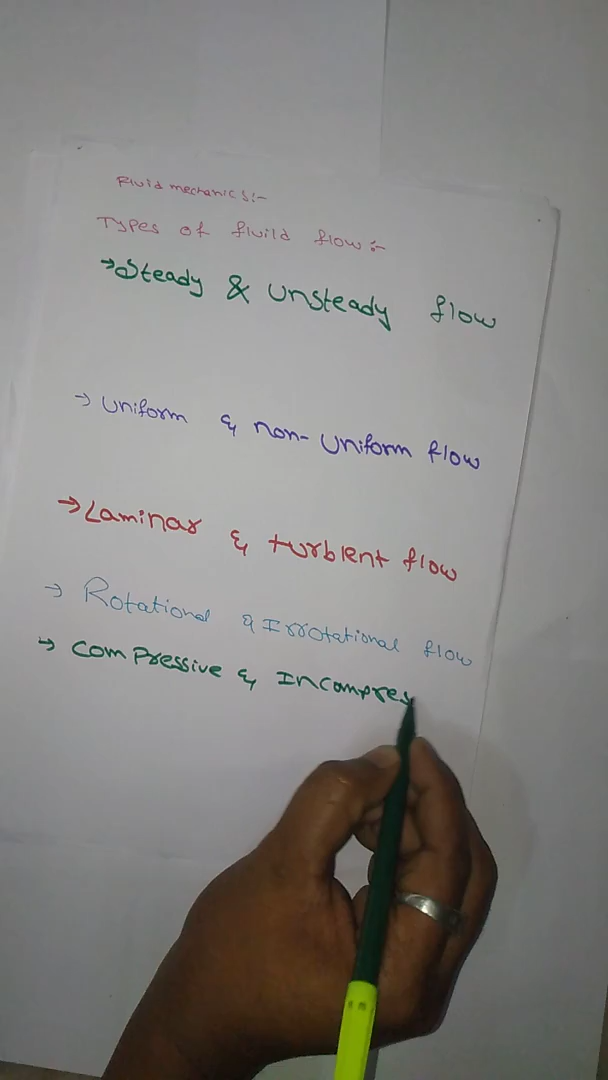 Fluid mechanics:-
Types of fluild flow:-
→Steady & Unsteady flow
→ Uniform & non-Uniform flow
→Laminar & turblent flow
→ Rotational & Irrotational flow
→ Compressive & Incompres